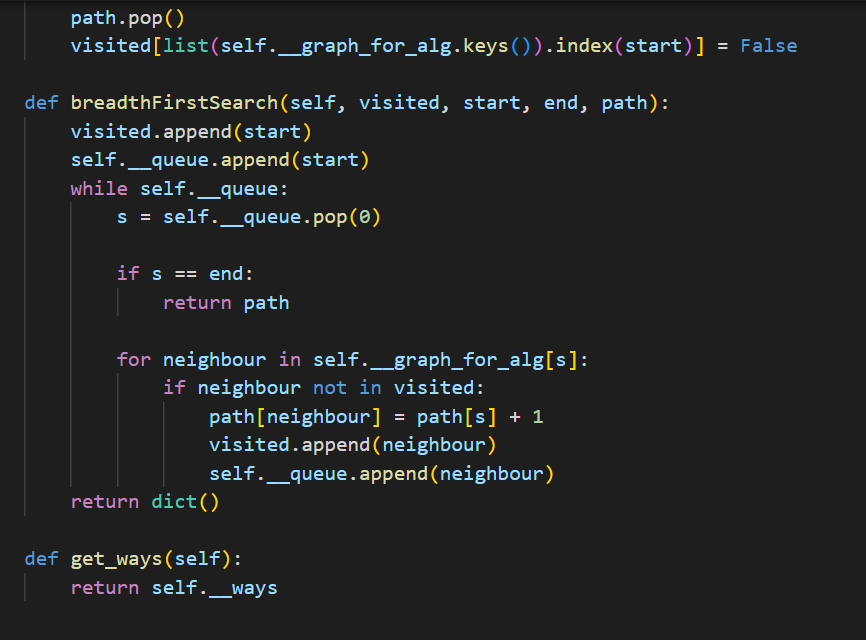 path.pop()
visited[list(self.__graph_for_alg.keys()).index(start)] = False
def breadthFirstSearch(self, visited, start, end, path):
visited.append(start)
self.__queue.append(start)
while self.__queue:
s = self.__queue.pop(0)
if s == end:
return path
for neighbour in self.__graph_for_alg[s]:
if neighbour not in visited:
path[neighbour] = path[s] + 1
visited.append(neighbour)
self.__queue.append(neighbour)
return dict()
def get_ways(self):
return self.__ways